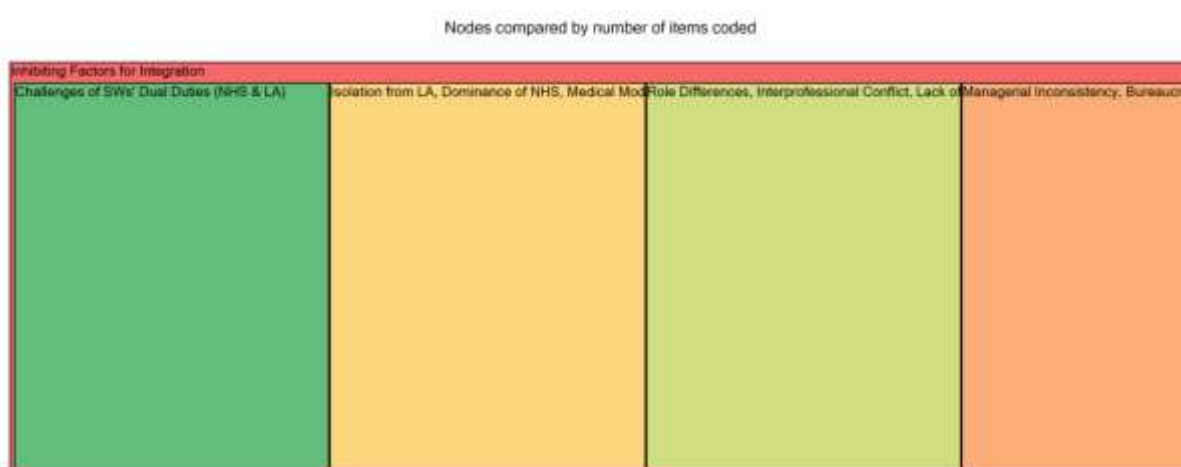 Nodes compared by number of items coded
Inhibiting Factors for Integration
Challenges of SWs' Dual Duties (NHS & LA)
Isolation from LA, Dominance of NHS, Medical Mod
Role Differences, Interprofessional Conflict, Lack of
Managerial Inconsistency, Bureaucr